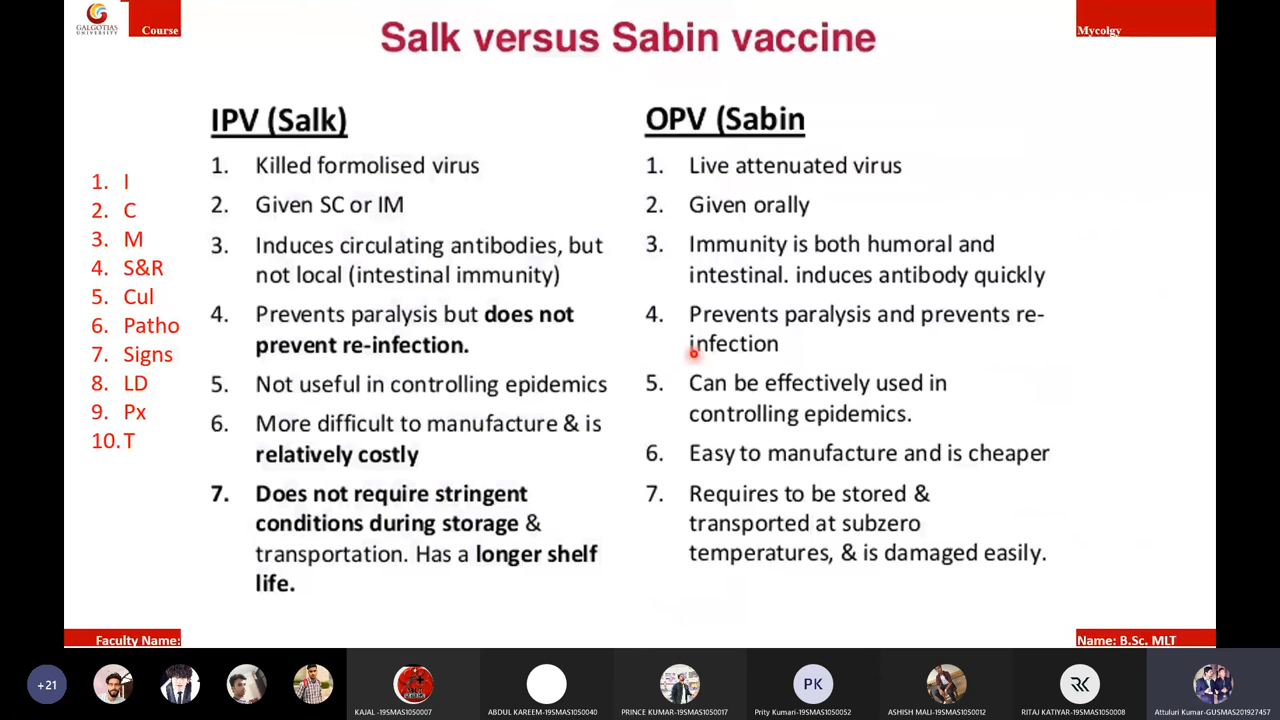 GALGOTIAS
UNIVERSITY
Course
Mycolgy
Salk versus Sabin vaccine
1. I
2. C
3. M
4. S&R
5. Cul
6. Patho
7. Signs
8. LD
9. Px
10. T
IPV (Salk)
1. Killed formolised virus
2. Given SC or IM
3. Induces circulating antibodies, but
not local (intestinal immunity)
4. Prevents paralysis but does not
prevent re-infection.
5. Not useful in controlling epidemics
6. More difficult to manufacture & is
relatively costly
7. Does not require stringent
conditions during storage &
transportation. Has a longer shelf
life.
OPV (Sabin
1. Live attenuated virus
2. Given orally
3. Immunity is both humoral and
intestinal. induces antibody quickly
4. Prevents paralysis and prevents re-
infection
5. Can be effectively used in
controlling epidemics.
6. Easy to manufacture and is cheaper
7. Requires to be stored &
transported at subzero
temperatures, & is damaged easily.
Faculty Name:
Name: B.Sc. MLT
+21
PK
RK
KAJAL -19SMAS1050007
ABDUL KAREEM-19SMAS1050040
PRINCE KUMAR-19SMAS1050017
Prity Kumari-19SMAS1050052
ASHISH MALI-19SMAS1050012
RITAJ KATIYAR-19SMAS1050008
Attuluri Kumar-GUSMAS201927457